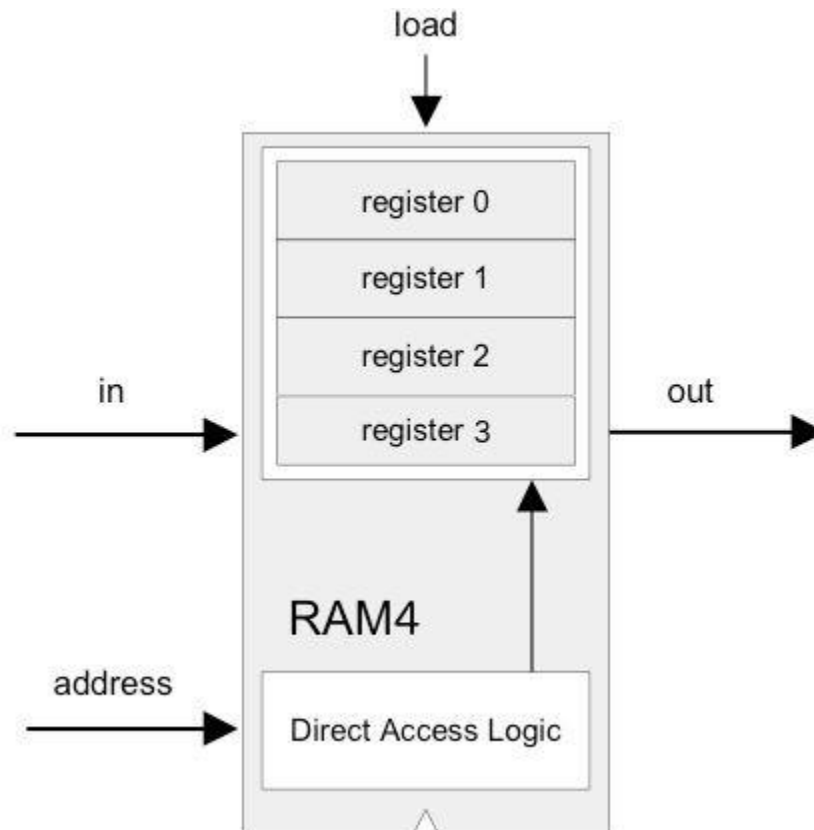 load
register 0
register 1
register 2
in
out
register 3
RAM4
address
Direct Access Logic